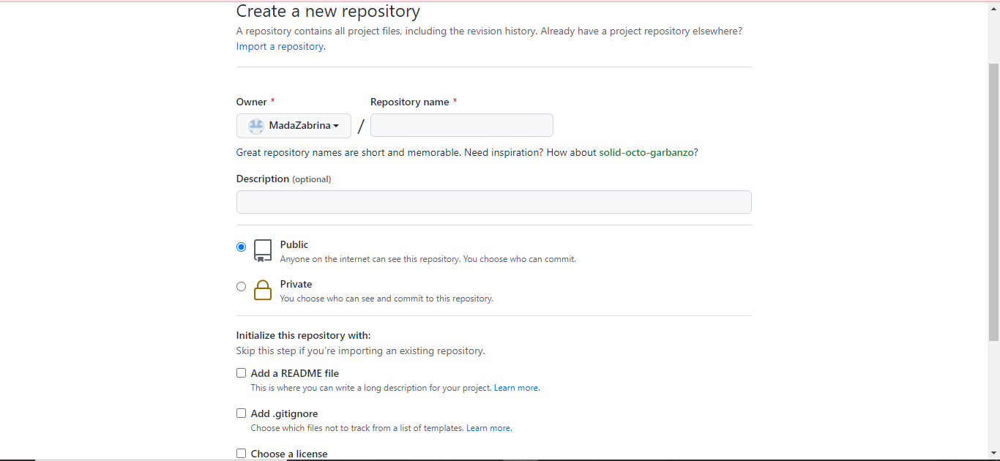 Create a new repository
A repository contains all project files, including the revision history. Already have a project repository elsewhere?
Import a repository.
Owner * Repository name *
MadaZabrina /
Great repository names are short and memorable. Need inspiration? How about solid-octo-garbanzo?
Description (optional)
Public
Anyone on the internet can see this repository. You choose who can commit.
Private
You choose who can see and commit to this repository.
Initialize this repository with:
Skip this step if you're importing an existing repository.
Add a README file
This is where you can write a long description for your project. Learn more.
Add .gitignore
Choose which files not to track from a list of templates. Learn more.
Choose a license